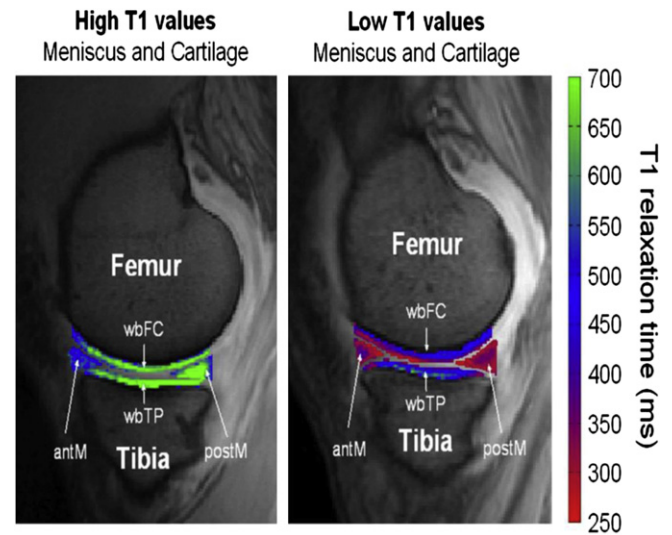 High T1 values
Meniscus and Cartilage
Low T1 values
Meniscus and Cartilage
Femur
wbFC
wbTP
antM
Tibia
postM
Femur
wbFC
wbTP
antM
Tibia
postM
700
650
600
550
500
450
400
350
300
250
T1 relaxation time (ms)